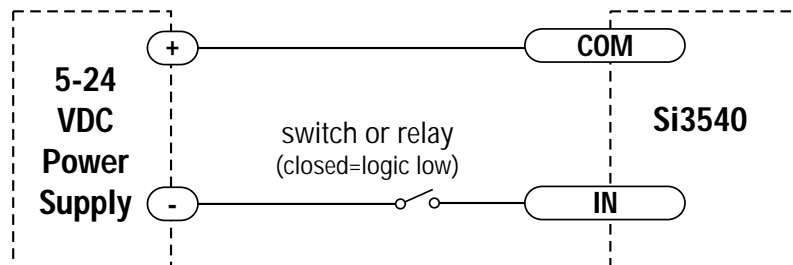 +
COM
5-24
VDC
Power
Supply
Si3540
switch or relay
(closed=logic low)
-
IN